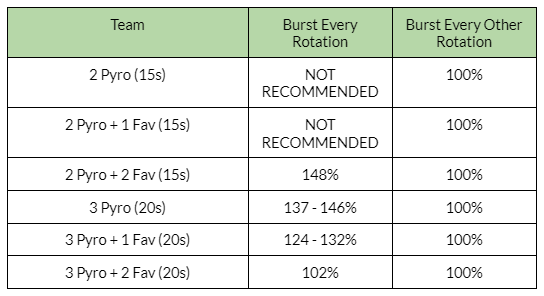 Team
Burst Every
Rotation
Burst Every Other
Rotation
2 Pyro (15s)
NOT
RECOMMENDED
100%
2 Pyro + 1 Fav (15s)
NOT
RECOMMENDED
100%
2 Pyro + 2 Fav (15s)
148%
100%
3 Pyro (20s)
137 - 146%
100%
3 Pyro + 1 Fav (20s)
124 - 132%
100%
3 Pyro + 2 Fav (20s)
102%
100%